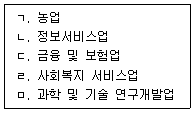 ㄱ. 농업
ㄴ. 정보서비스업
ㄷ. 금융 및 보험업
ㄹ. 사회복지 서비스업
ㅁ. 과학 및 기술 연구개발업